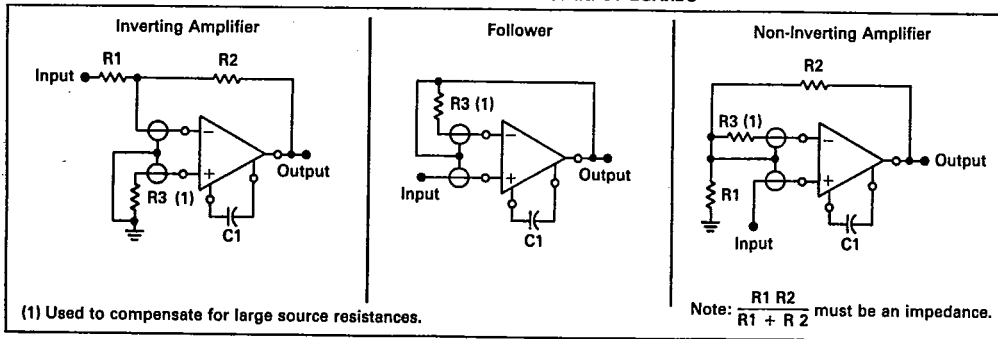 Inverting Amplifier
R1
R2
Input
R3 (1)
Output
C1
Follower
R3 (1)
Input
Output
C1
Non-Inverting Amplifier
R2
R3 (1)
R1
Output
Input
C1
(1) Used to compensate for large source resistances.
Note: R1 R2 / R1 + R 2 must be an impedance.